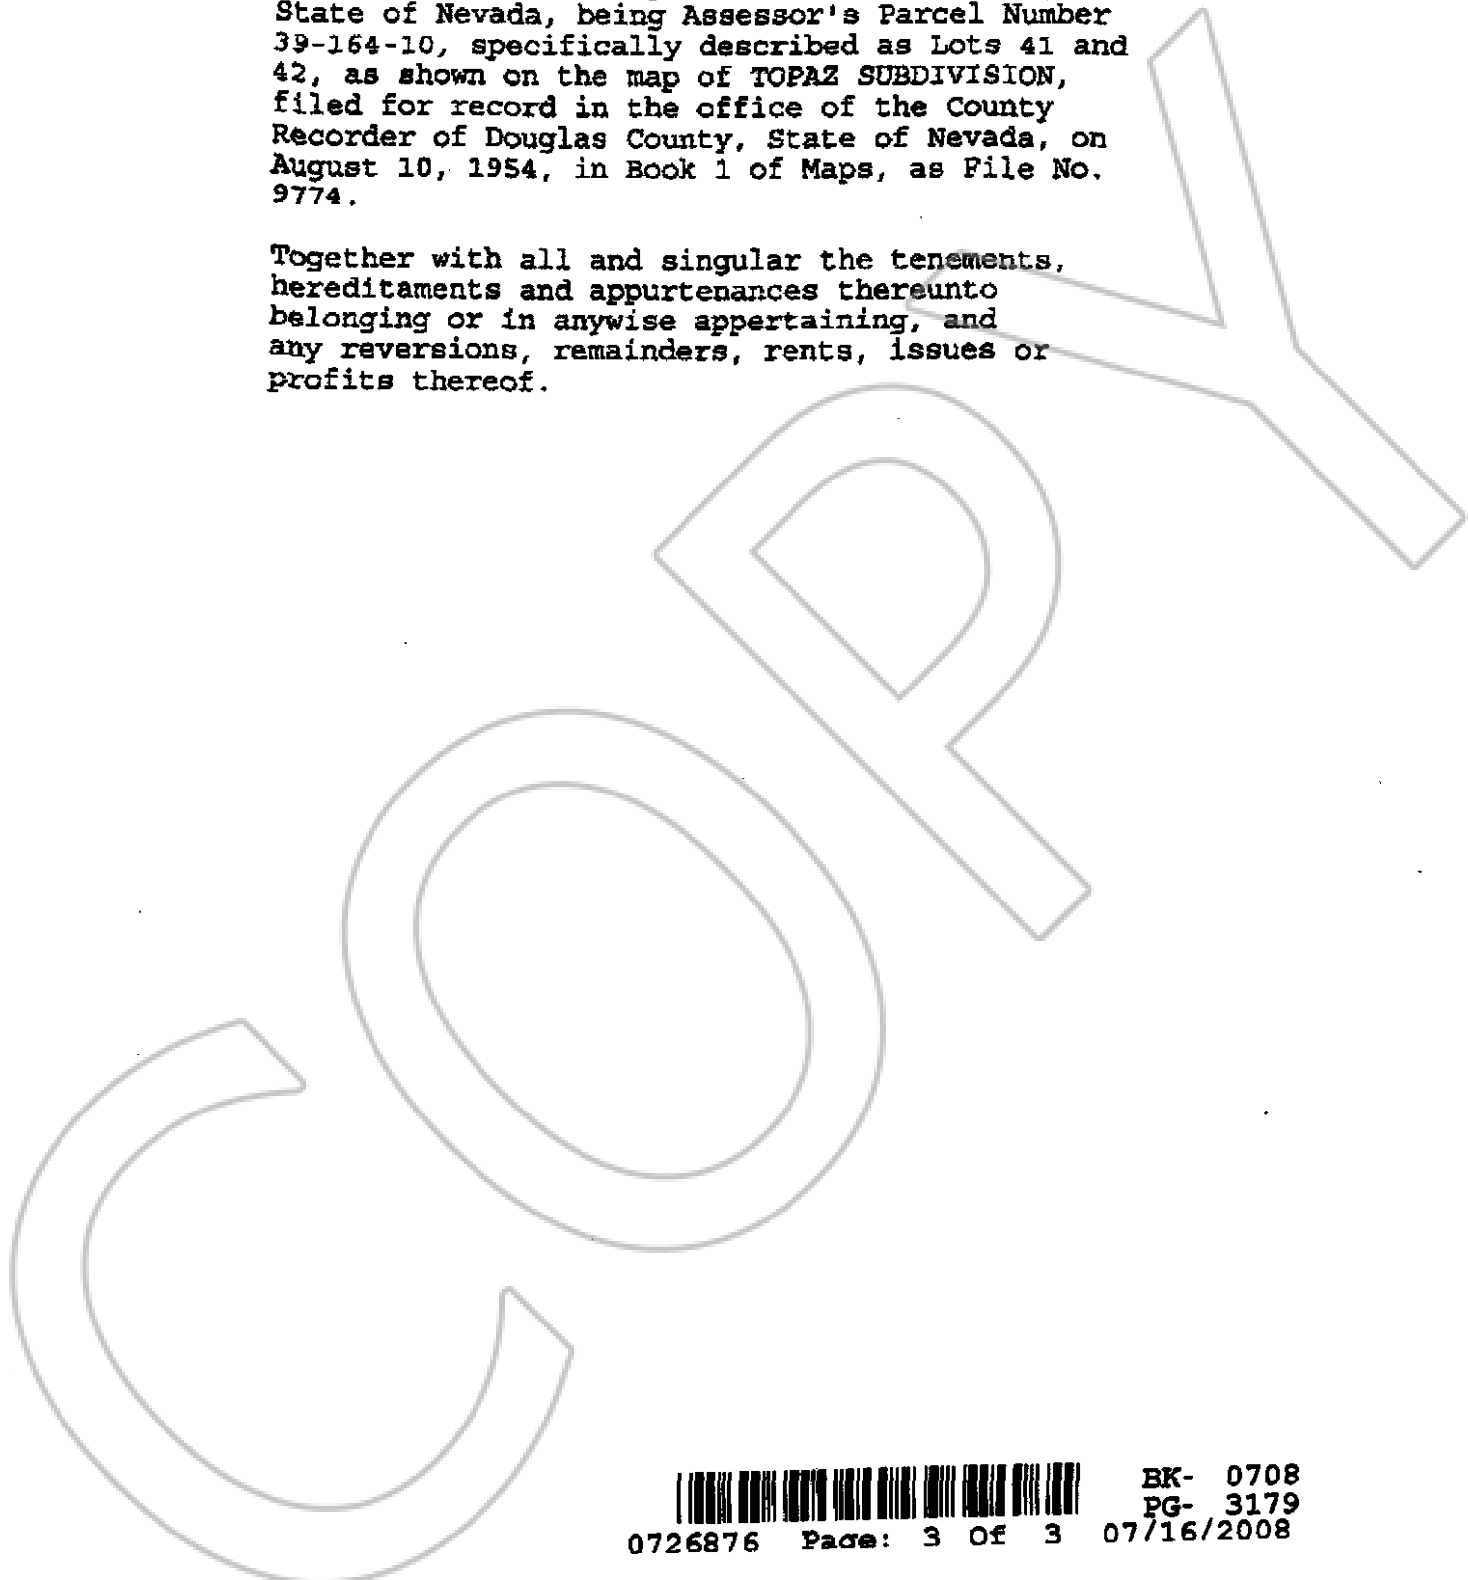 State of Nevada, being Assessor's Parcel Number
39-164-10, specifically described as Lots 41 and
42, as shown on the map of TOPAZ SUBDIVISION,
filed for record in the office of the County
Recorder of Douglas County, State of Nevada, on
August 10, 1954, in Book 1 of Maps, as File No.
9774.
Together with all and singular the tenements,
hereditaments and appurtenances thereunto
belonging or in anywise appertaining, and
any reversions, remainders, rents, issues or
profits thereof.
COPY
BK- 0708
PG- 3179
0726876 Page: 3 Of 3 07/16/2008